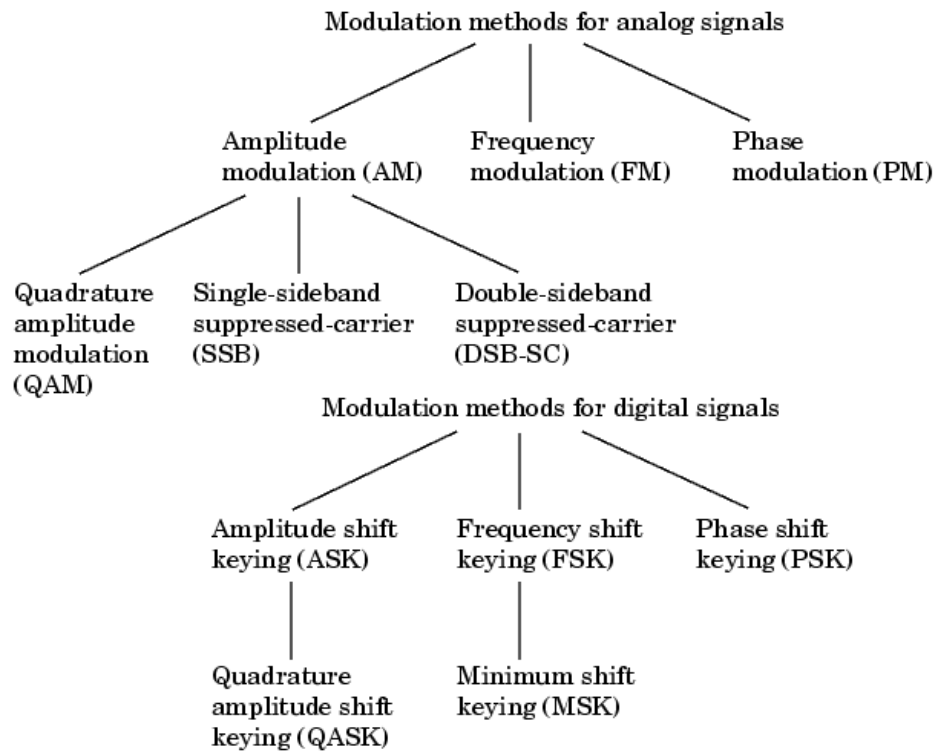 Modulation methods for analog signals
Amplitude
modulation (AM)
Frequency
modulation (FM)
Phase
modulation (PM)
Quadrature
amplitude
modulation
(QAM)
Single-sideband
suppressed-carrier
(SSB)
Double-sideband
suppressed-carrier
(DSB-SC)
Modulation methods for digital signals
Amplitude shift
keying (ASK)
Frequency shift
keying (FSK)
Phase shift
keying (PSK)
Quadrature
amplitude shift
keying (QASK)
Minimum shift
keying (MSK)